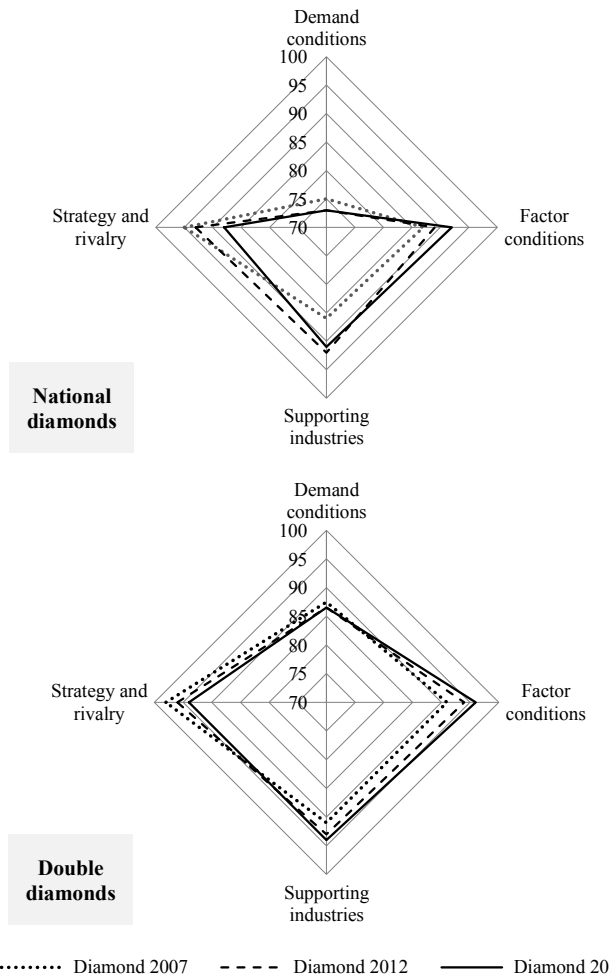 Demand
conditions
100
95
90
85
80
75
70
Strategy and
rivalry
Factor
conditions
Supporting
industries
National
diamonds
Demand
conditions
100
95
90
85
80
75
70
Strategy and
rivalry
Factor
conditions
Supporting
industries
Double
diamonds
Diamond 2007 Diamond 2012 Diamond 20